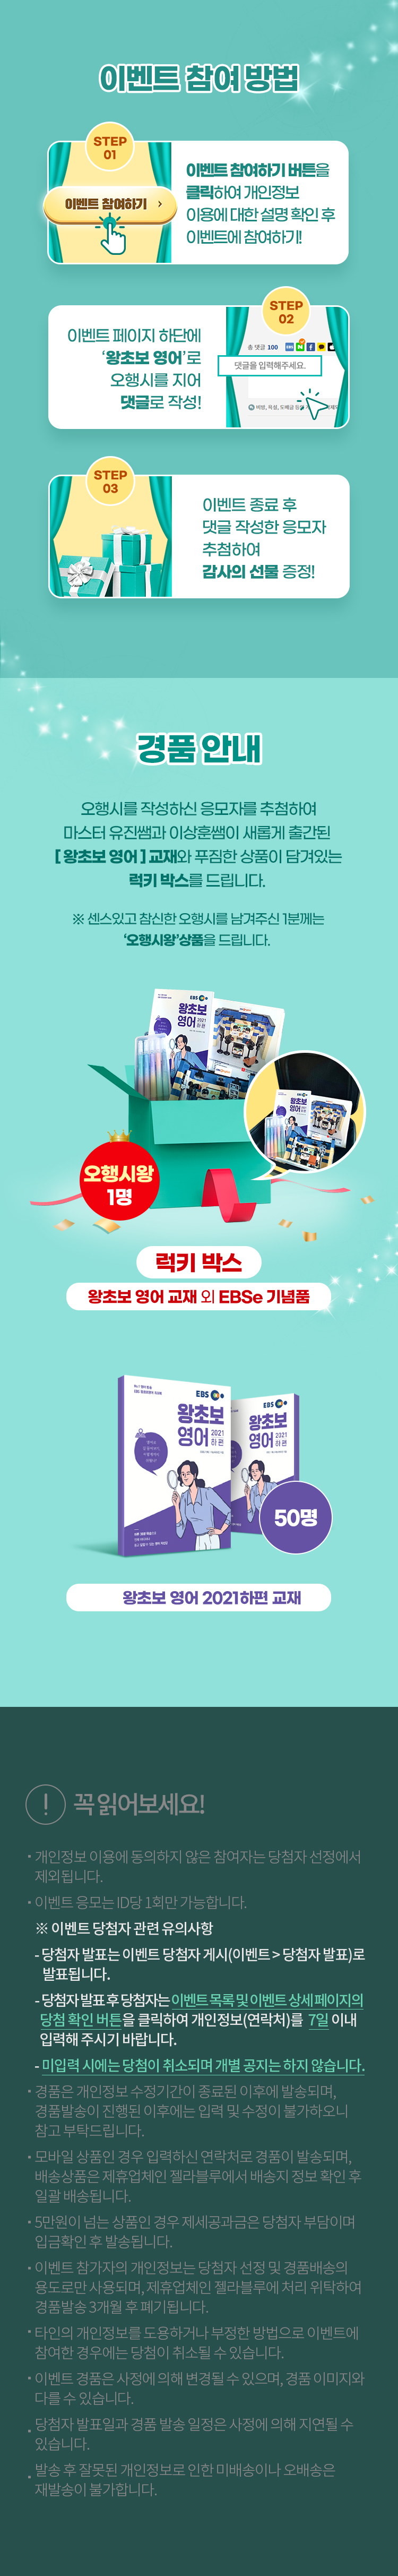 이벤트 참여 방법
STEP
01
이벤트 참여하기 >
이벤트 참여하기 버튼을
클릭하여 개인정보
이용에 대한 설명 확인 후
이벤트에 참여하기!
STEP
02
이벤트 페이지 하단에
‘왕초보 영어’로
오행시를 지어
댓글로 작성!
총 댓글 100
댓글을 입력해주세요.
STEP
03
이벤트 종료 후
댓글 작성한 응모자
추첨하여
감사의 선물 증정!
경품 안내
오행시를 작성하신 응모자를 추첨하여
마스터 유진쌤과 이상훈쌤이 새롭게 출간된
[ 왕초보 영어 ] 교재와 푸짐한 상품이 담겨있는
럭키 박스를 드립니다.
※ 센스있고 참신한 오행시를 남겨주신 1분께는
‘오행시왕’상품을 드립니다.
EBS
왕초보
영어 2021 하편
왕초보
영어
오행시왕
1명
럭키 박스
왕초보 영어 교재 외 EBSe 기념품
EBS
왕초보
영어 2021 하편
EBS
왕초보
영어 2021 하편
50명
왕초보 영어 2021하편 교재
! 꼭 읽어보세요!
• 개인정보 이용에 동의하지 않은 참여자는 당첨자 선정에서
제외됩니다.
• 이벤트 응모는 ID당 1회만 가능합니다.
※ 이벤트 당첨자 관련 유의사항
- 당첨자 발표는 이벤트 당첨자 게시(이벤트 > 당첨자 발표)로
발표됩니다.
- 당첨자 발표 후 당첨자는 이벤트 목록 및 이벤트 상세 페이지의
당첨 확인 버튼을 클릭하여 개인정보(연락처)를 7일 이내
입력해 주시기 바랍니다.
- 미입력 시에는 당첨이 취소되며 개별 공지는 하지 않습니다.
• 경품은 개인정보 수정기간이 종료된 이후에 발송되며,
경품발송이 진행된 이후에는 입력 및 수정이 불가하오니
참고 부탁드립니다.
• 모바일 상품인 경우 입력하신 연락처로 경품이 발송되며,
배송상품은 제휴업체인 젤라블루에서 배송지 정보 확인 후
일괄 배송됩니다.
• 5만원이 넘는 상품인 경우 제세공과금은 당첨자 부담이며
입금확인 후 발송됩니다.
• 이벤트 참가자의 개인정보는 당첨자 선정 및 경품배송의
용도로만 사용되며, 제휴업체인 젤라블루에 처리 위탁하여
경품발송 3개월 후 폐기됩니다.
• 타인의 개인정보를 도용하거나 부정한 방법으로 이벤트에
참여한 경우에는 당첨이 취소될 수 있습니다.
• 이벤트 경품은 사정에 의해 변경될 수 있으며, 경품 이미지와
다를 수 있습니다.
• 당첨자 발표일과 경품 발송 일정은 사정에 의해 지연될 수
있습니다.
• 발송 후 잘못된 개인정보로 인한 미배송이나 오배송은
재발송이 불가합니다.